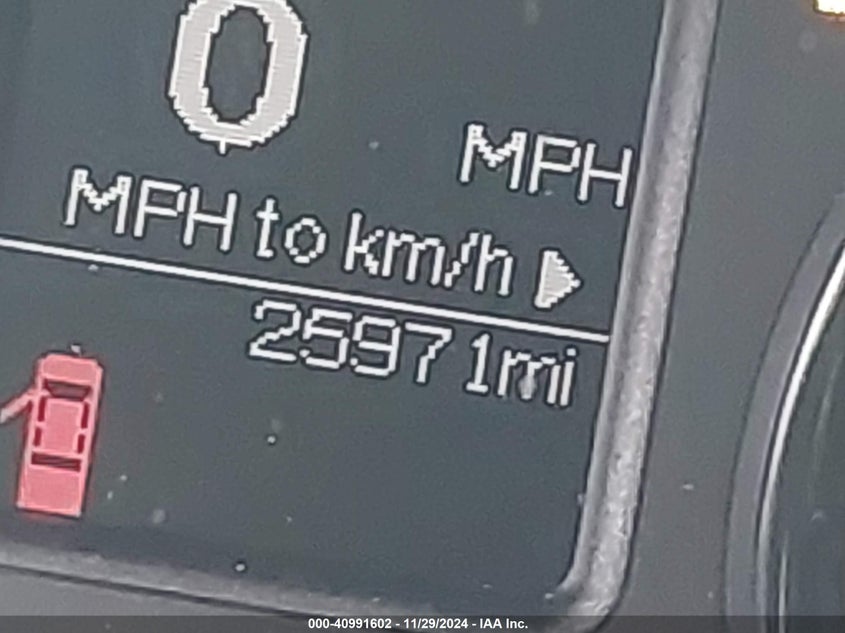 0
MPH
MPH to km/h
25971mi
000-40991602 - 11/29/2024 - IAA Inc.